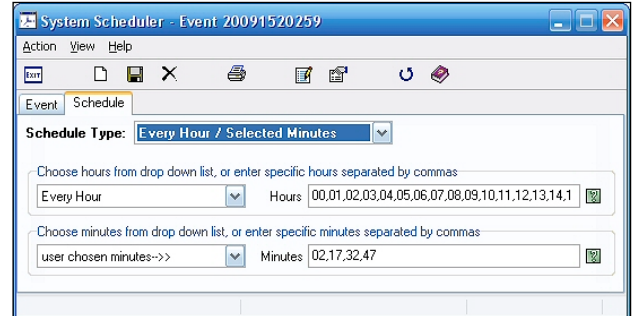 System Scheduler - Event 20091520259
Action View Help
EXIT
Event Schedule
Schedule Type: Every Hour / Selected Minutes
Choose hours from drop down list, or enter specific hours separated by commas
Every Hour Hours 00,01,02,03,04,05,06,07,08,09,10,11,12,13,14,1
Choose minutes from drop down list, or enter specific minutes separated by commas
user chosen minutes-->> Minutes 02,17,32,47